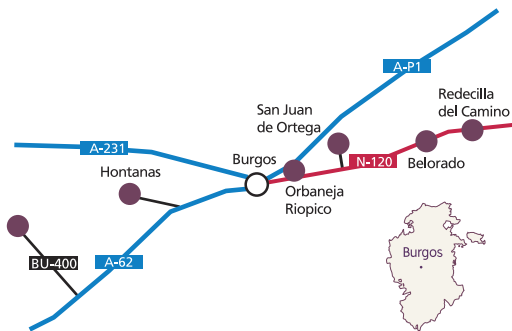 A-P1
Redecilla
del Camino
San Juan
de Ortega
A-231
Burgos
N-120
Belorado
Hontanas
Orbaneja
Riopico
BU-400
A-62
Burgos